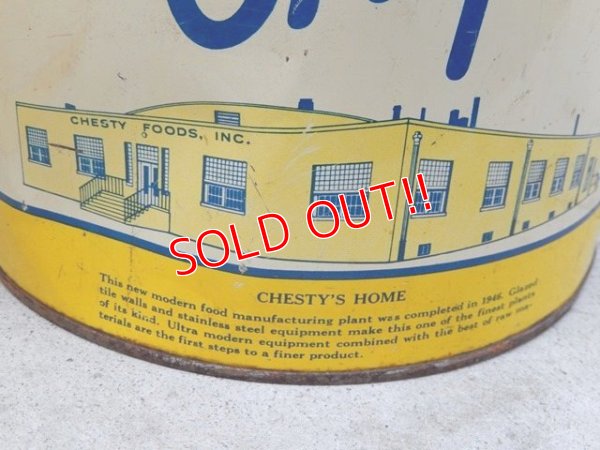 CHESTY FOODS, INC.
SOLD OUT!!
CHESTY'S HOME
This new modern food manufacturing plant was completed in 1946. Glazed
tile walls and stainless steel equipment make this one of the finest plants
of its kind. Ultra modern equipment combined with the best of raw ma-
terials are the first steps to a finer product.